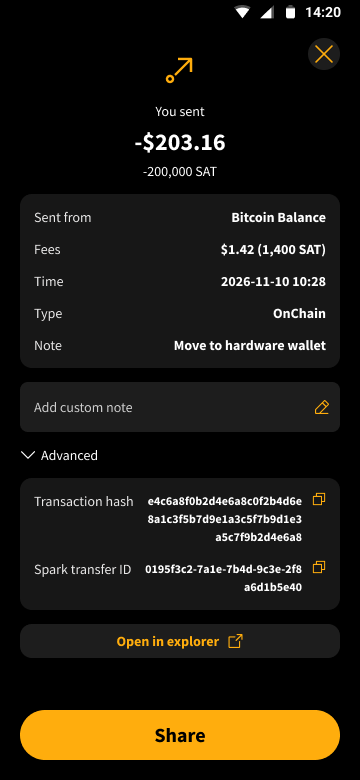 14:20
You sent
-$203.16
-200,000 SAT
Sent from Bitcoin Balance
Fees $1.42 (1,400 SAT)
Time 2026-11-10 10:28
Type OnChain
Note Move to hardware wallet
Add custom note
Advanced
Transaction hash e4c6a8f0b2d4e6a8c0f2b4d6e
8a1c3f5b7d9e1a3c5f7b9d1e3
a5c7f9b2d4e6a8
Spark transfer ID 0195f3c2-7a1e-7b4d-9c3e-2f8
a6d1b5e40
Open in explorer
Share